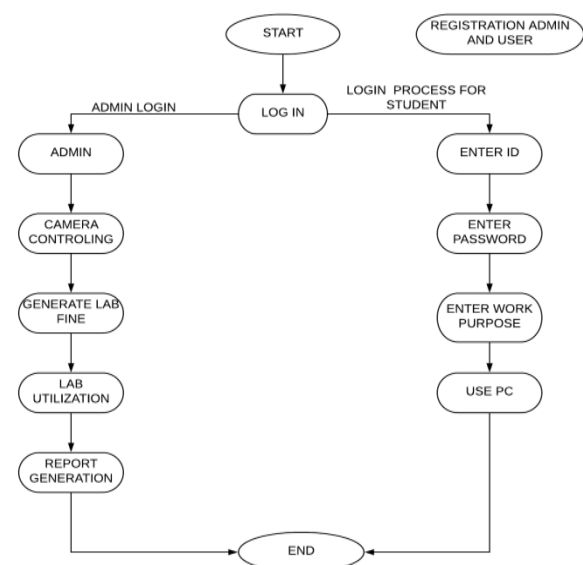 START
REGISTRATION ADMIN
AND USER
LOG IN
ADMIN LOGIN
LOGIN PROCESS FOR
STUDENT
ADMIN
ENTER ID
CAMERA
CONTROLING
ENTER
PASSWORD
GENERATE LAB
FINE
ENTER WORK
PURPOSE
LAB
UTILIZATION
USE PC
REPORT
GENERATION
END